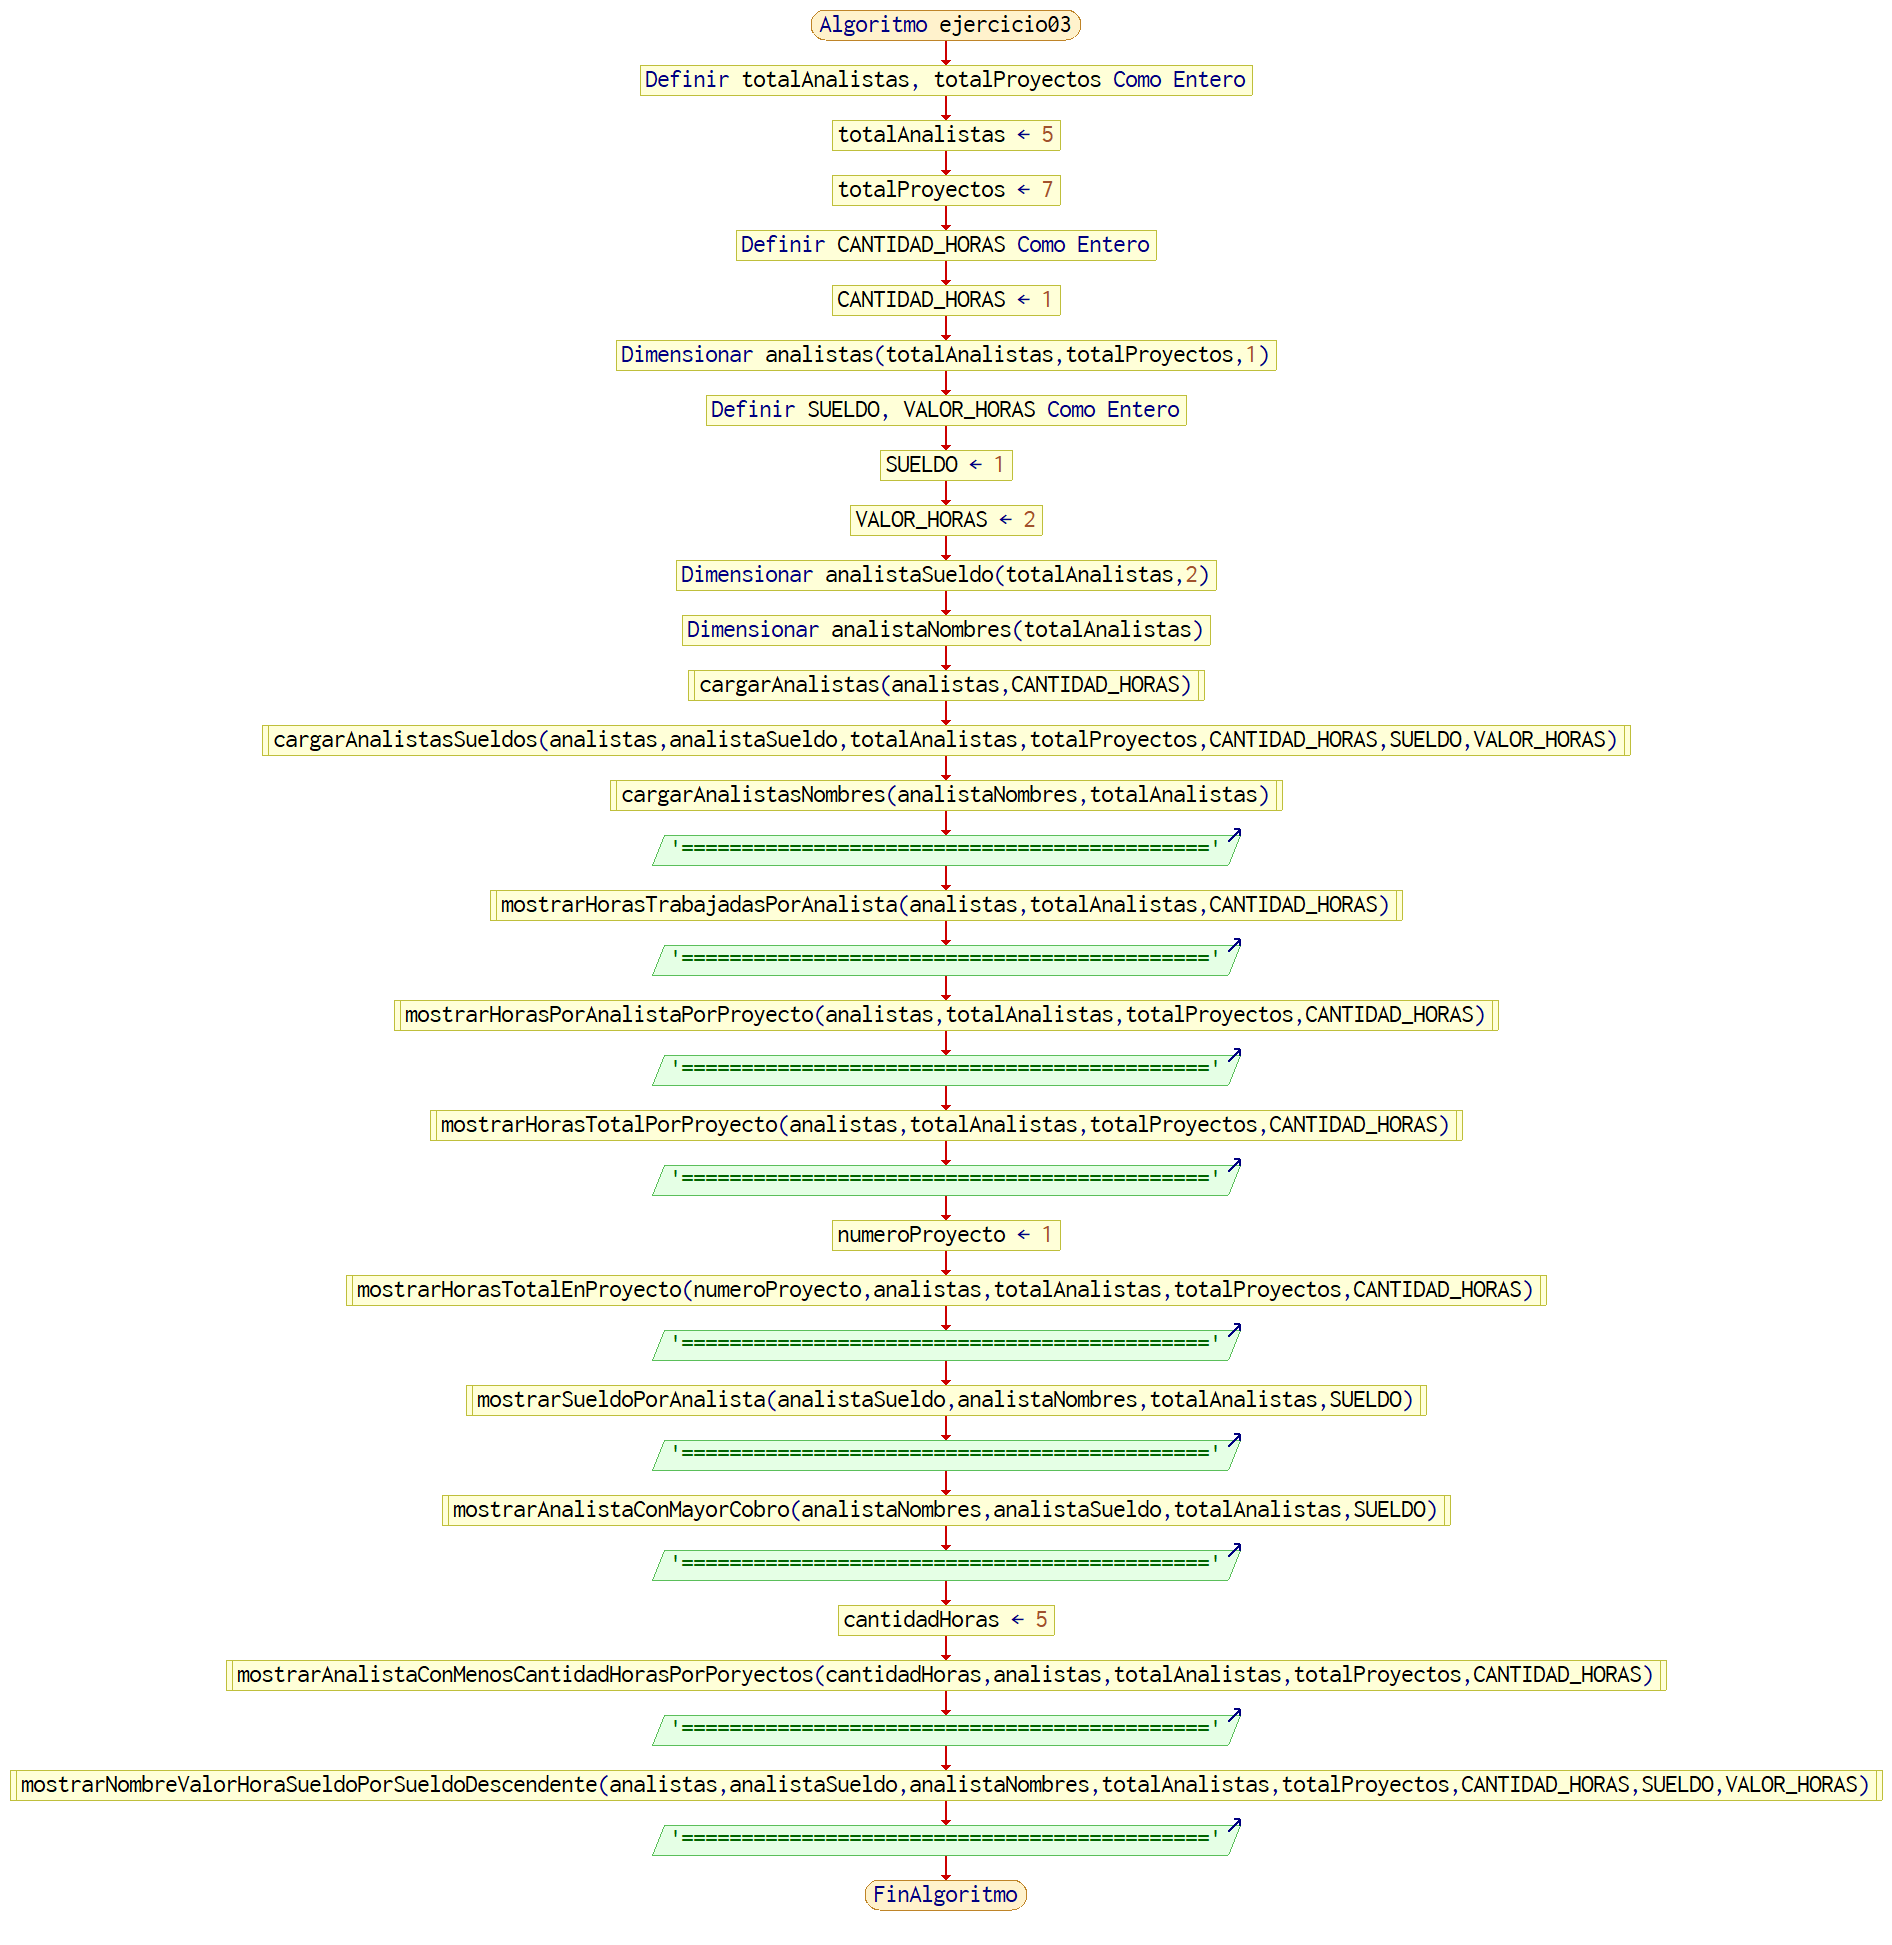 Algoritmo ejercicio03
Definir totalAnalistas, totalProyectos Como Entero
totalAnalistas ← 5
totalProyectos ← 7
Definir CANTIDAD_HORAS Como Entero
CANTIDAD_HORAS ← 1
Dimensionar analistas(totalAnalistas,totalProyectos,1)
Definir SUELDO, VALOR_HORAS Como Entero
SUELDO ← 1
VALOR_HORAS ← 2
Dimensionar analistaSueldo(totalAnalistas,2)
Dimensionar analistaNombres(totalAnalistas)
cargarAnalistas(analistas,CANTIDAD_HORAS)
cargarAnalistasSueldos(analistas,analistaSueldo,totalAnalistas,totalProyectos,CANTIDAD_HORAS,SUELDO,VALOR_HORAS)
cargarAnalistasNombres(analistaNombres,totalAnalistas)
'============================================'
mostrarHorasTrabajadasPorAnalista(analistas,totalAnalistas,CANTIDAD_HORAS)
'============================================'
mostrarHorasPorAnalistaPorProyecto(analistas,totalAnalistas,totalProyectos,CANTIDAD_HORAS)
'============================================'
mostrarHorasTotalPorProyecto(analistas,totalAnalistas,totalProyectos,CANTIDAD_HORAS)
'============================================'
numeroProyecto ← 1
mostrarHorasTotalEnProyecto(numeroProyecto,analistas,totalAnalistas,totalProyectos,CANTIDAD_HORAS)
'============================================'
mostrarSueldoPorAnalista(analistaSueldo,analistaNombres,totalAnalistas,SUELDO)
'============================================'
mostrarAnalistaConMayorCobro(analistaNombres,analistaSueldo,totalAnalistas,SUELDO)
'============================================'
cantidadHoras ← 5
mostrarAnalistaConMenosCantidadHorasPorPoryectos(cantidadHoras,analistas,totalAnalistas,totalProyectos,CANTIDAD_HORAS)
'============================================'
mostrarNombreValorHoraSueldoPorSueldoDescendente(analistas,analistaSueldo,analistaNombres,totalAnalistas,totalProyectos,CANTIDAD_HORAS,SUELDO,VALOR_HORAS)
'============================================'
FinAlgoritmo